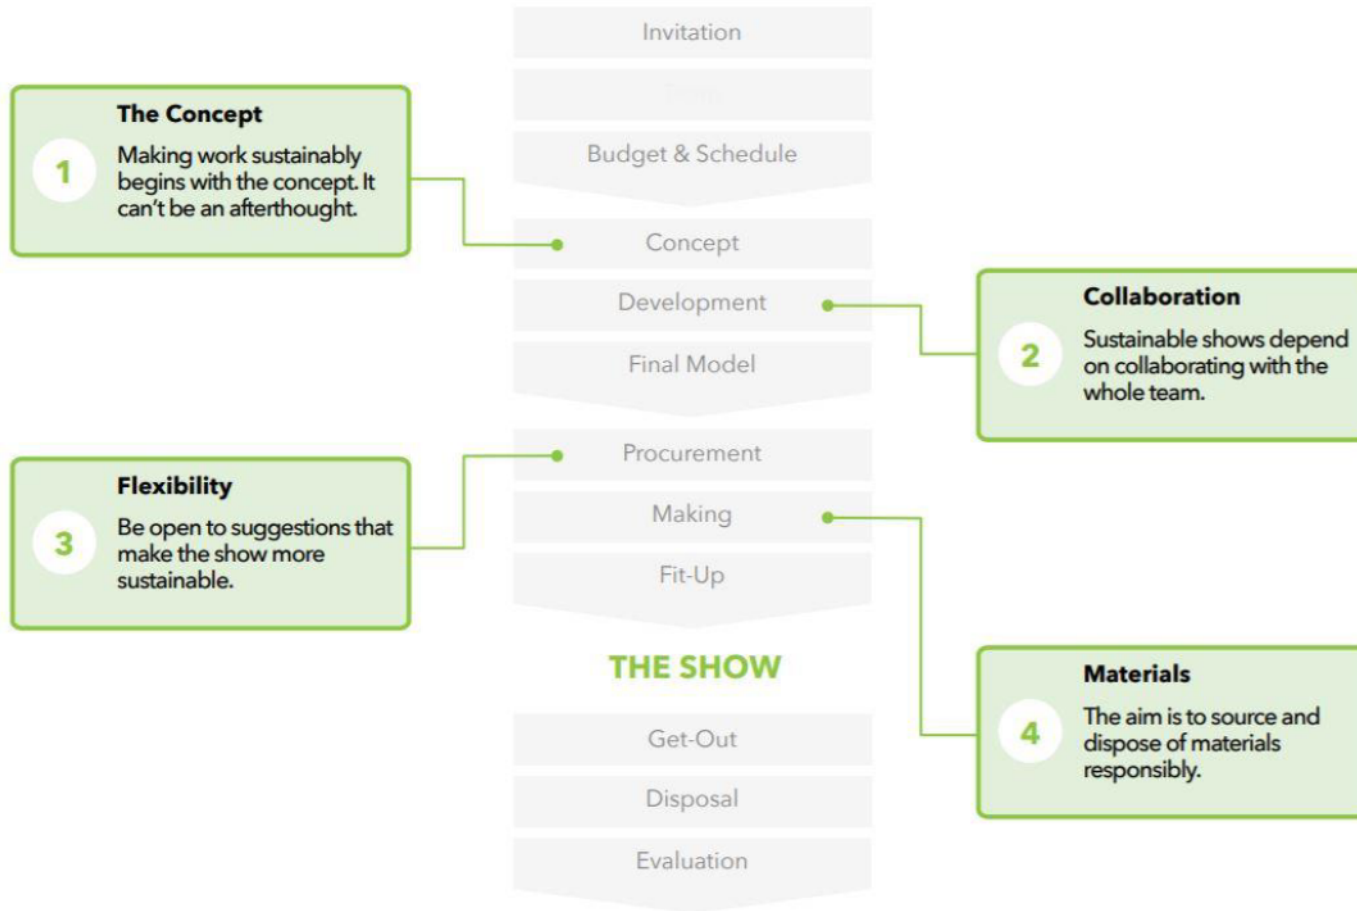 Invitation
Budget & Schedule
Concept
Development
Final Model
Procurement
Making
Fit-Up
THE SHOW
Get-Out
Disposal
Evaluation
1
The Concept
Making work sustainably
begins with the concept. It
can't be an afterthought.
2
Collaboration
Sustainable shows depend
on collaborating with the
whole team.
3
Flexibility
Be open to suggestions that
make the show more
sustainable.
4
Materials
The aim is to source and
dispose of materials
responsibly.